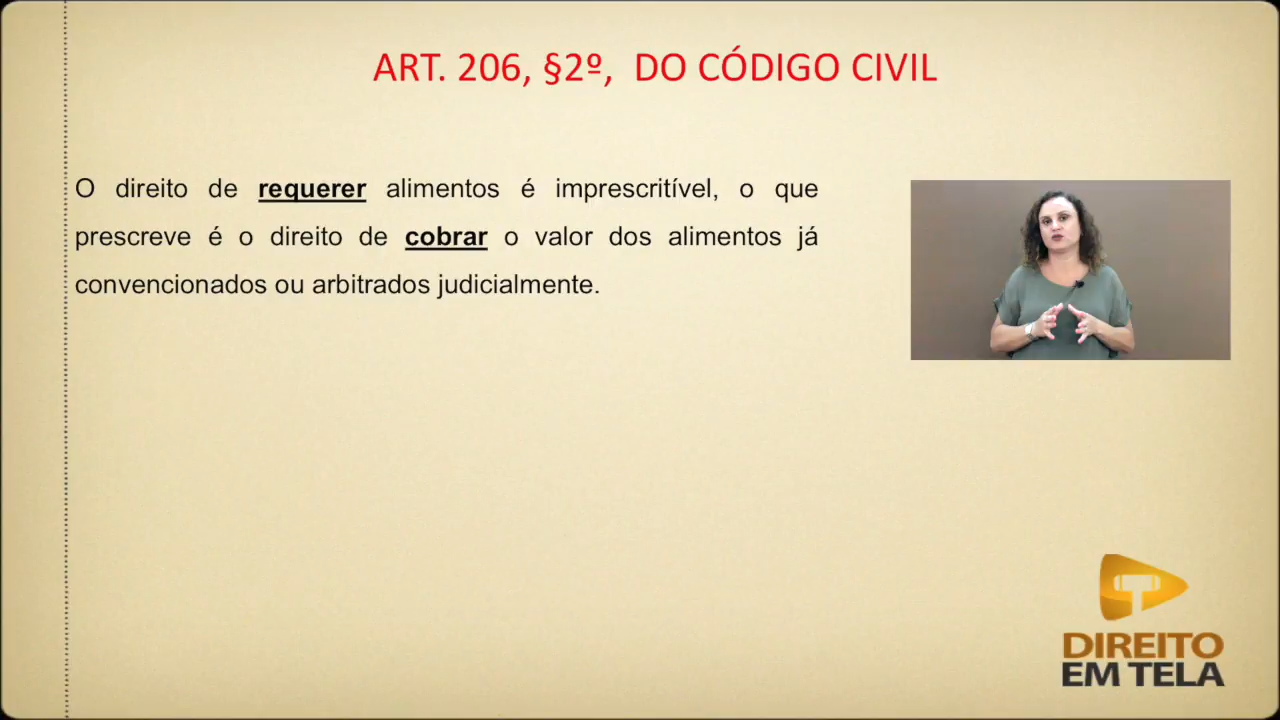 ART. 206, §2º, DO CÓDIGO CIVIL
O direito de requerer alimentos é imprescritível, o que
prescreve é o direito de cobrar o valor dos alimentos já
convencionados ou arbitrados judicialmente.
DIREITO
EM TELA